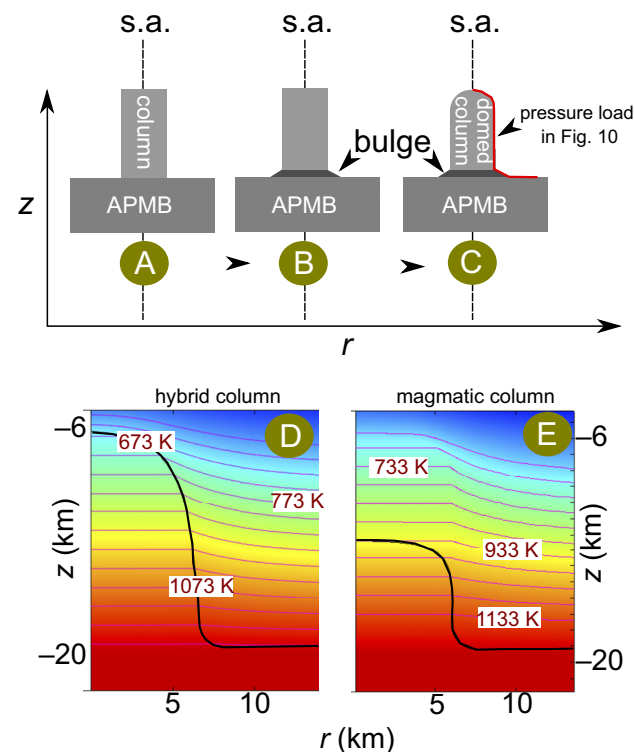 s.a. s.a. s.a.
column
domed
column
pressure load
in Fig. 10
bulge
z
APMB APMB APMB
A B C
r
hybrid column magmatic column
D E
–6 –6
673 K
733 K
773 K
933 K
z (km) z (km)
1073 K
1133 K
–20 –20
5 10 5 10
r (km)